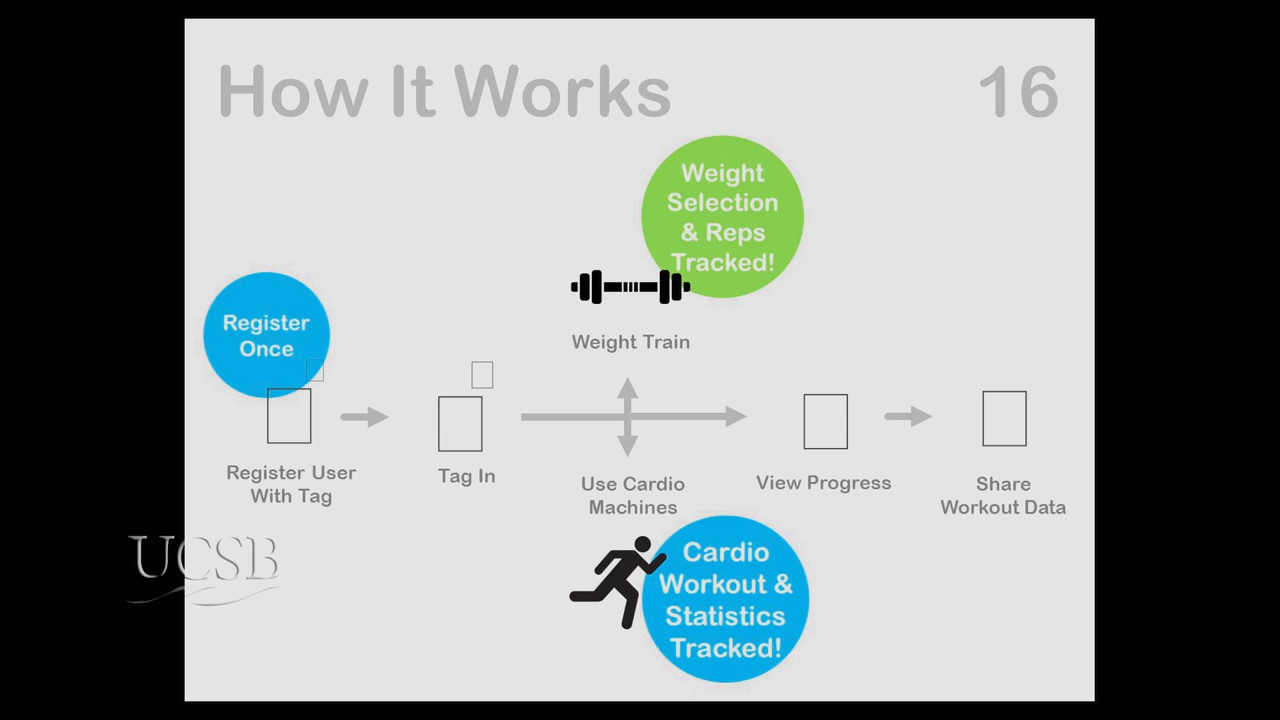 How It Works
16
Weight
Selection
& Reps
Tracked!
Register
Once
Weight Train
Register User
With Tag
Tag In
Use Cardio
Machines
View Progress
Share
Workout Data
Cardio
Workout &
Statistics
Tracked!
UCSB